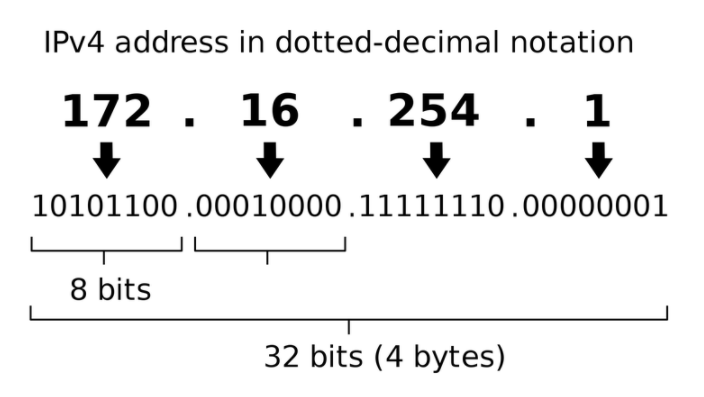 IPv4 address in dotted-decimal notation
172 . 16 . 254 . 1
10101100 .00010000 .11111110 .00000001
8 bits
32 bits (4 bytes)